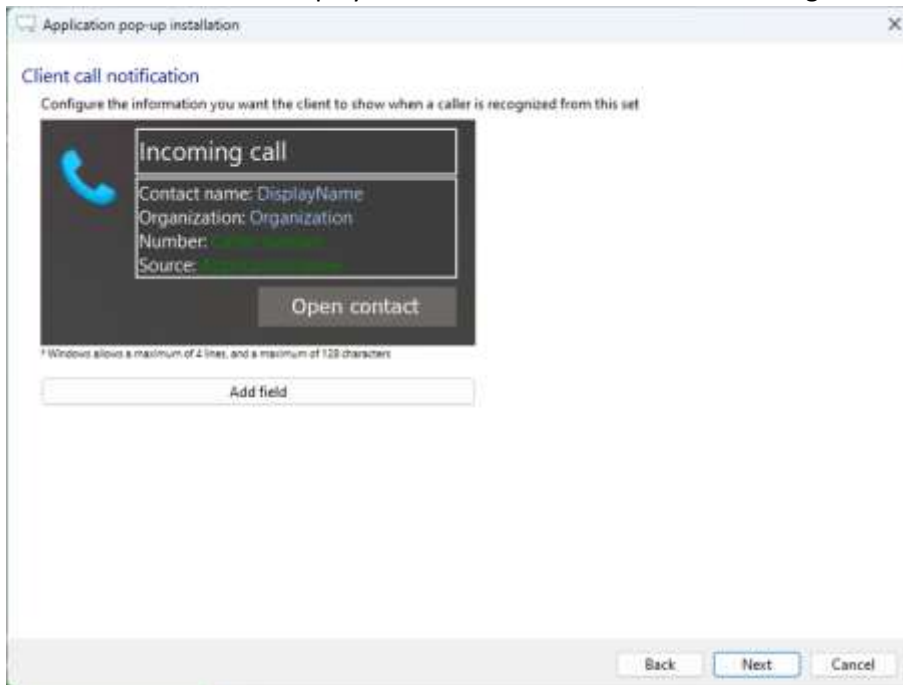 Application pop-up installation
Client call notification
Configure the information you want the client to show when a caller is recognized from this set
Incoming call
Contact name: DisplayName
Organization: Organization
Number:
Source:
Open contact
* Windows allows a maximum of 4 lines, and a maximum of 128 characters
Add field
Back Next Cancel